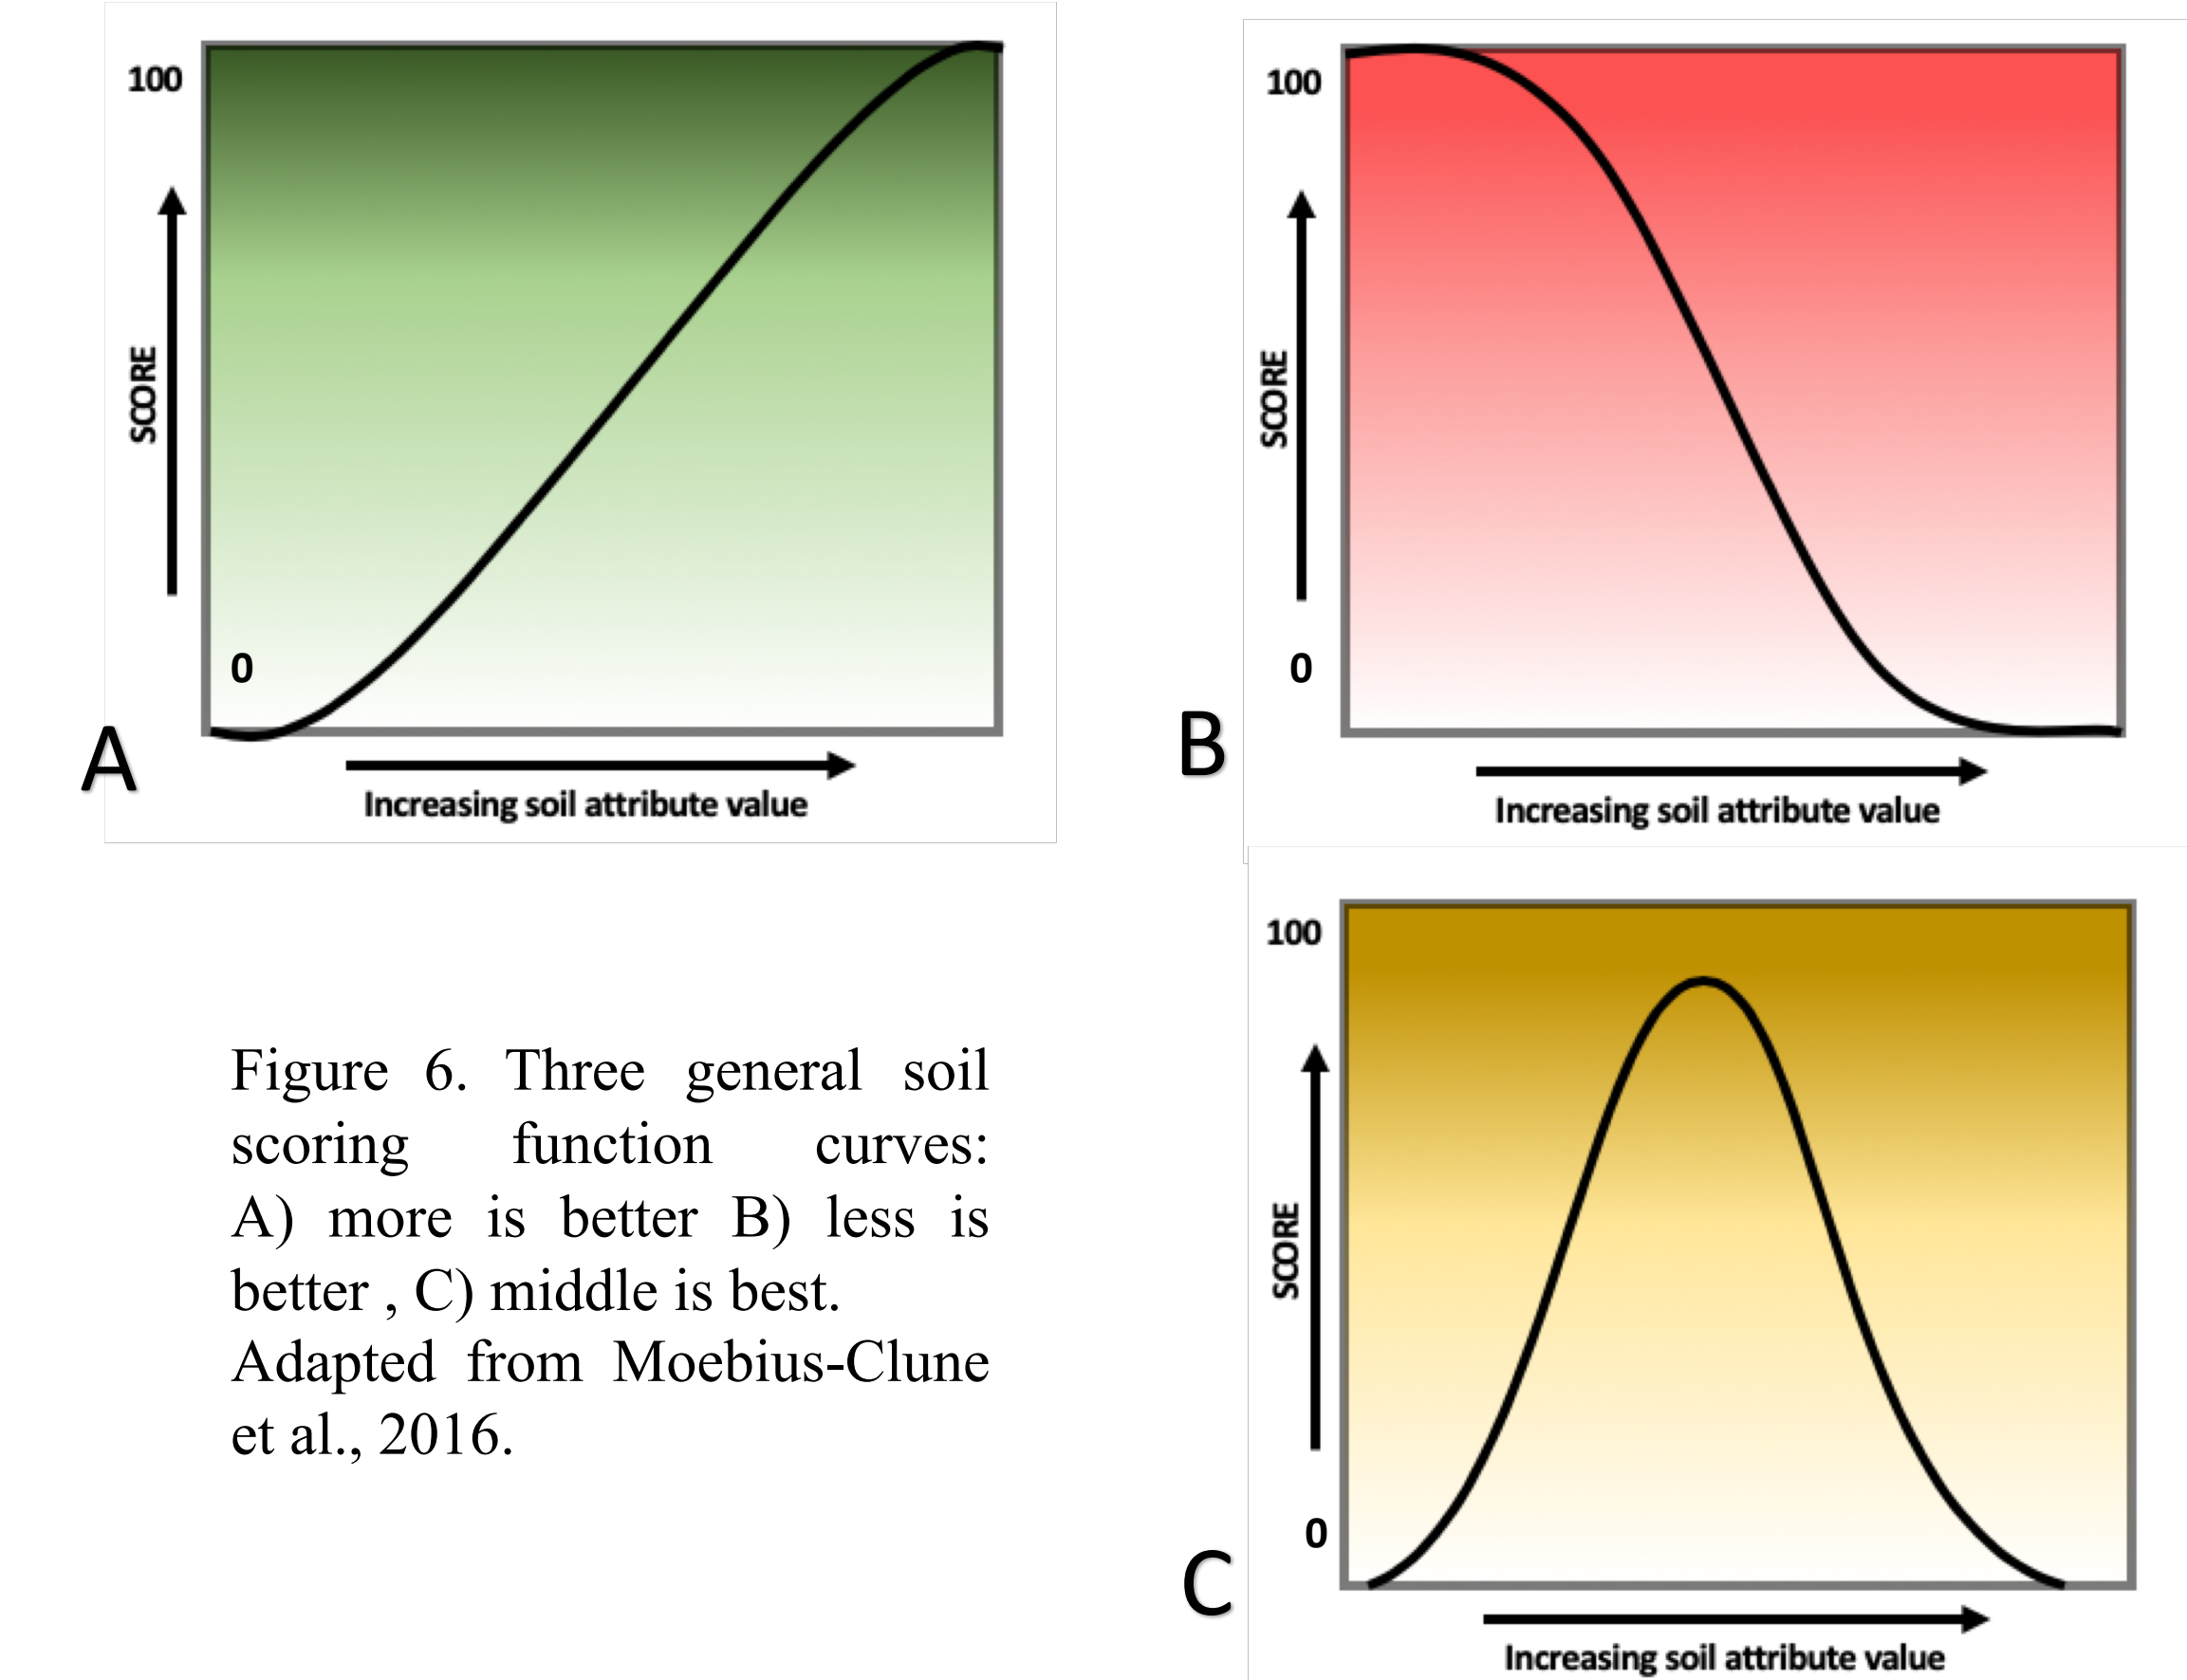 100
SCORE
0
A
Increasing soil attribute value
100
SCORE
0
B
Increasing soil attribute value
100
SCORE
0
C
Increasing soil attribute value
Figure 6. Three general soil
scoring function curves:
A) more is better B) less is
better , C) middle is best.
Adapted from Moebius-Clune
et al., 2016.